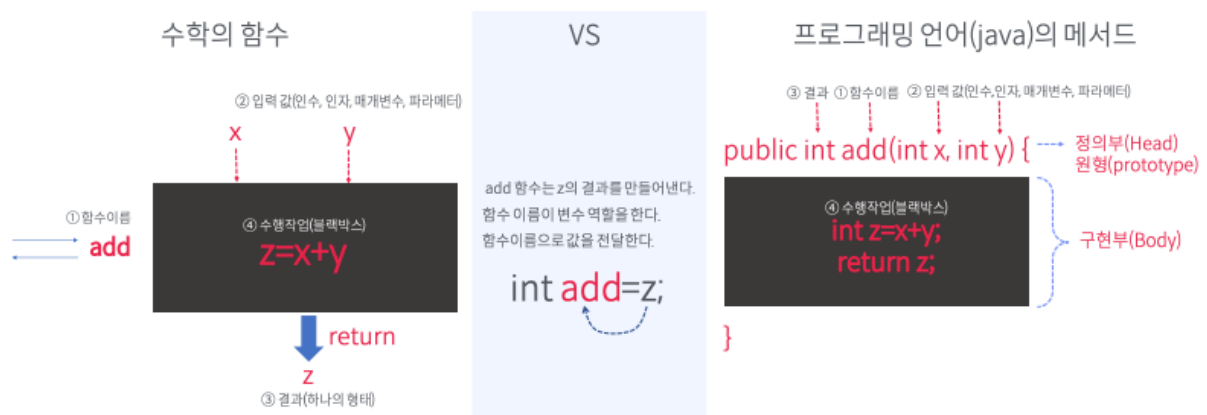 수학의 함수
② 입력 값(인수, 인자, 매개변수, 파라메터)
x y
① 함수이름
add
④ 수행작업(블랙박스)
z=x+y
return
z
③ 결과(하나의 형태)
VS
add 함수는 z의 결과를 만들어낸다.
함수 이름이 변수 역할을 한다.
함수이름으로 값을 전달한다.
int add=z;
프로그래밍 언어(java)의 메서드
③ 결과 ① 함수이름 ② 입력 값(인수,인자, 매개변수, 파라메터)
public int add(int x, int y) {
정의부(Head)
원형(prototype)
④ 수행작업(블랙박스)
int z=x+y;
return z;
구현부(Body)
}